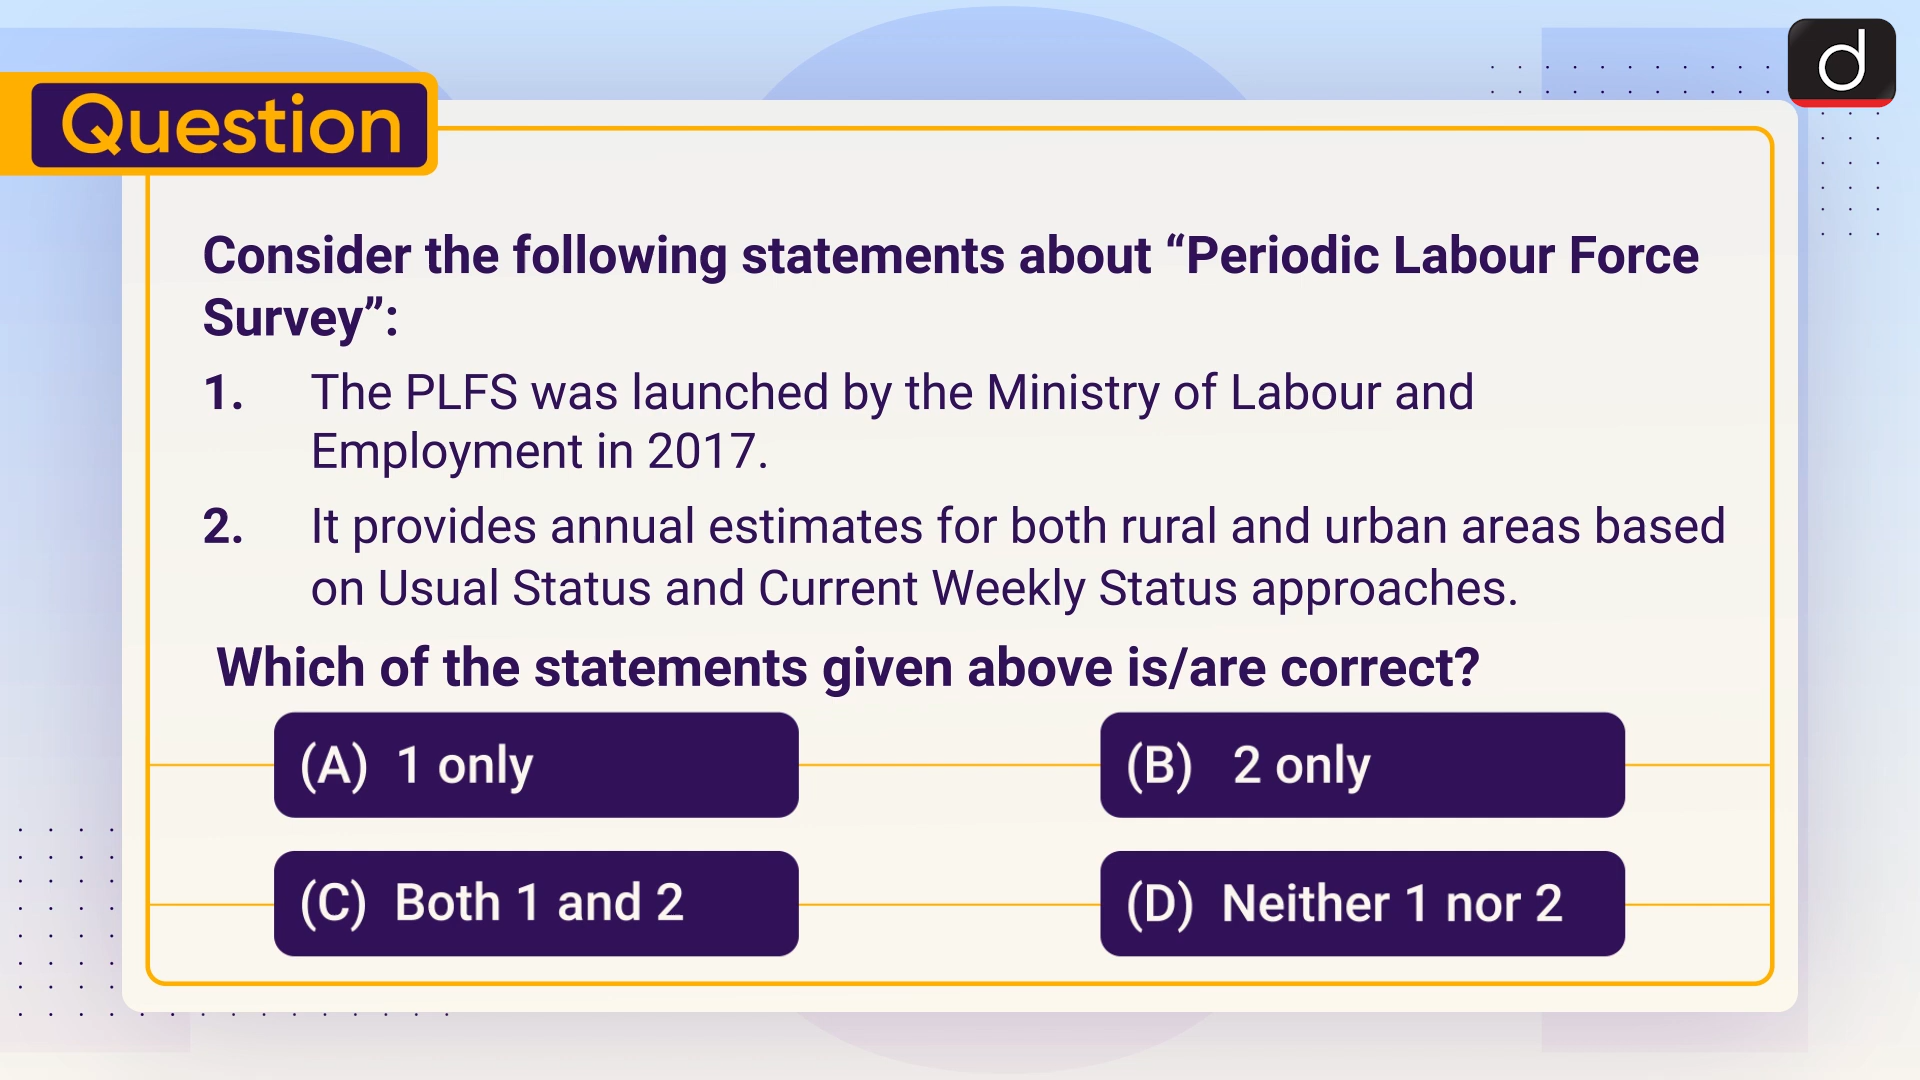 d
Question
Consider the following statements about “Periodic Labour Force
Survey”:
1. The PLFS was launched by the Ministry of Labour and
Employment in 2017.
2. It provides annual estimates for both rural and urban areas based
on Usual Status and Current Weekly Status approaches.
Which of the statements given above is/are correct?
(A) 1 only
(B) 2 only
(C) Both 1 and 2
(D) Neither 1 nor 2